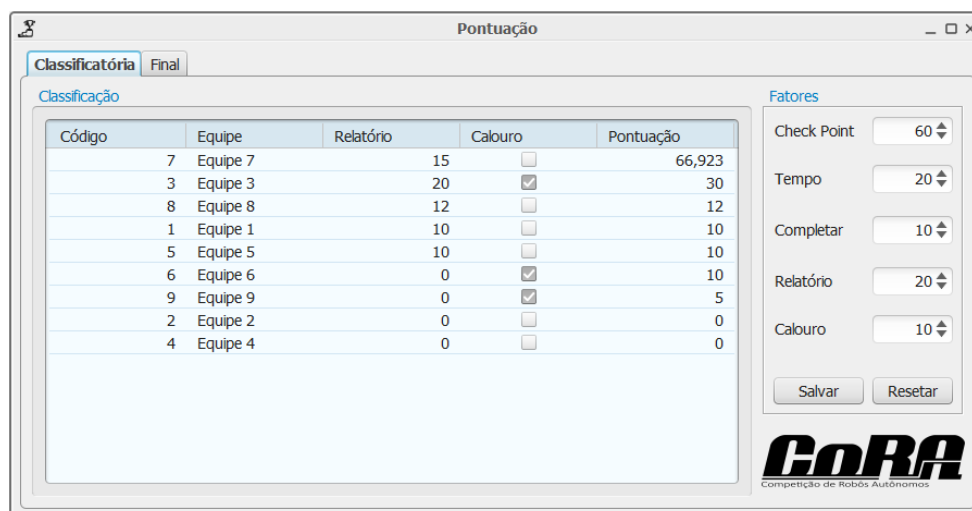 Pontuação
Classificatória Final
Classificação
Código Equipe Relatório Calouro Pontuação
7 Equipe 7 15 66,923
3 Equipe 3 20 30
8 Equipe 8 12 12
1 Equipe 1 10 10
5 Equipe 5 10 10
6 Equipe 6 0 10
9 Equipe 9 0 5
2 Equipe 2 0 0
4 Equipe 4 0 0
Fatores
Check Point 60
Tempo 20
Completar 10
Relatório 20
Calouro 10
Salvar Resetar
CoRA
Competição de Robôs Autônomos